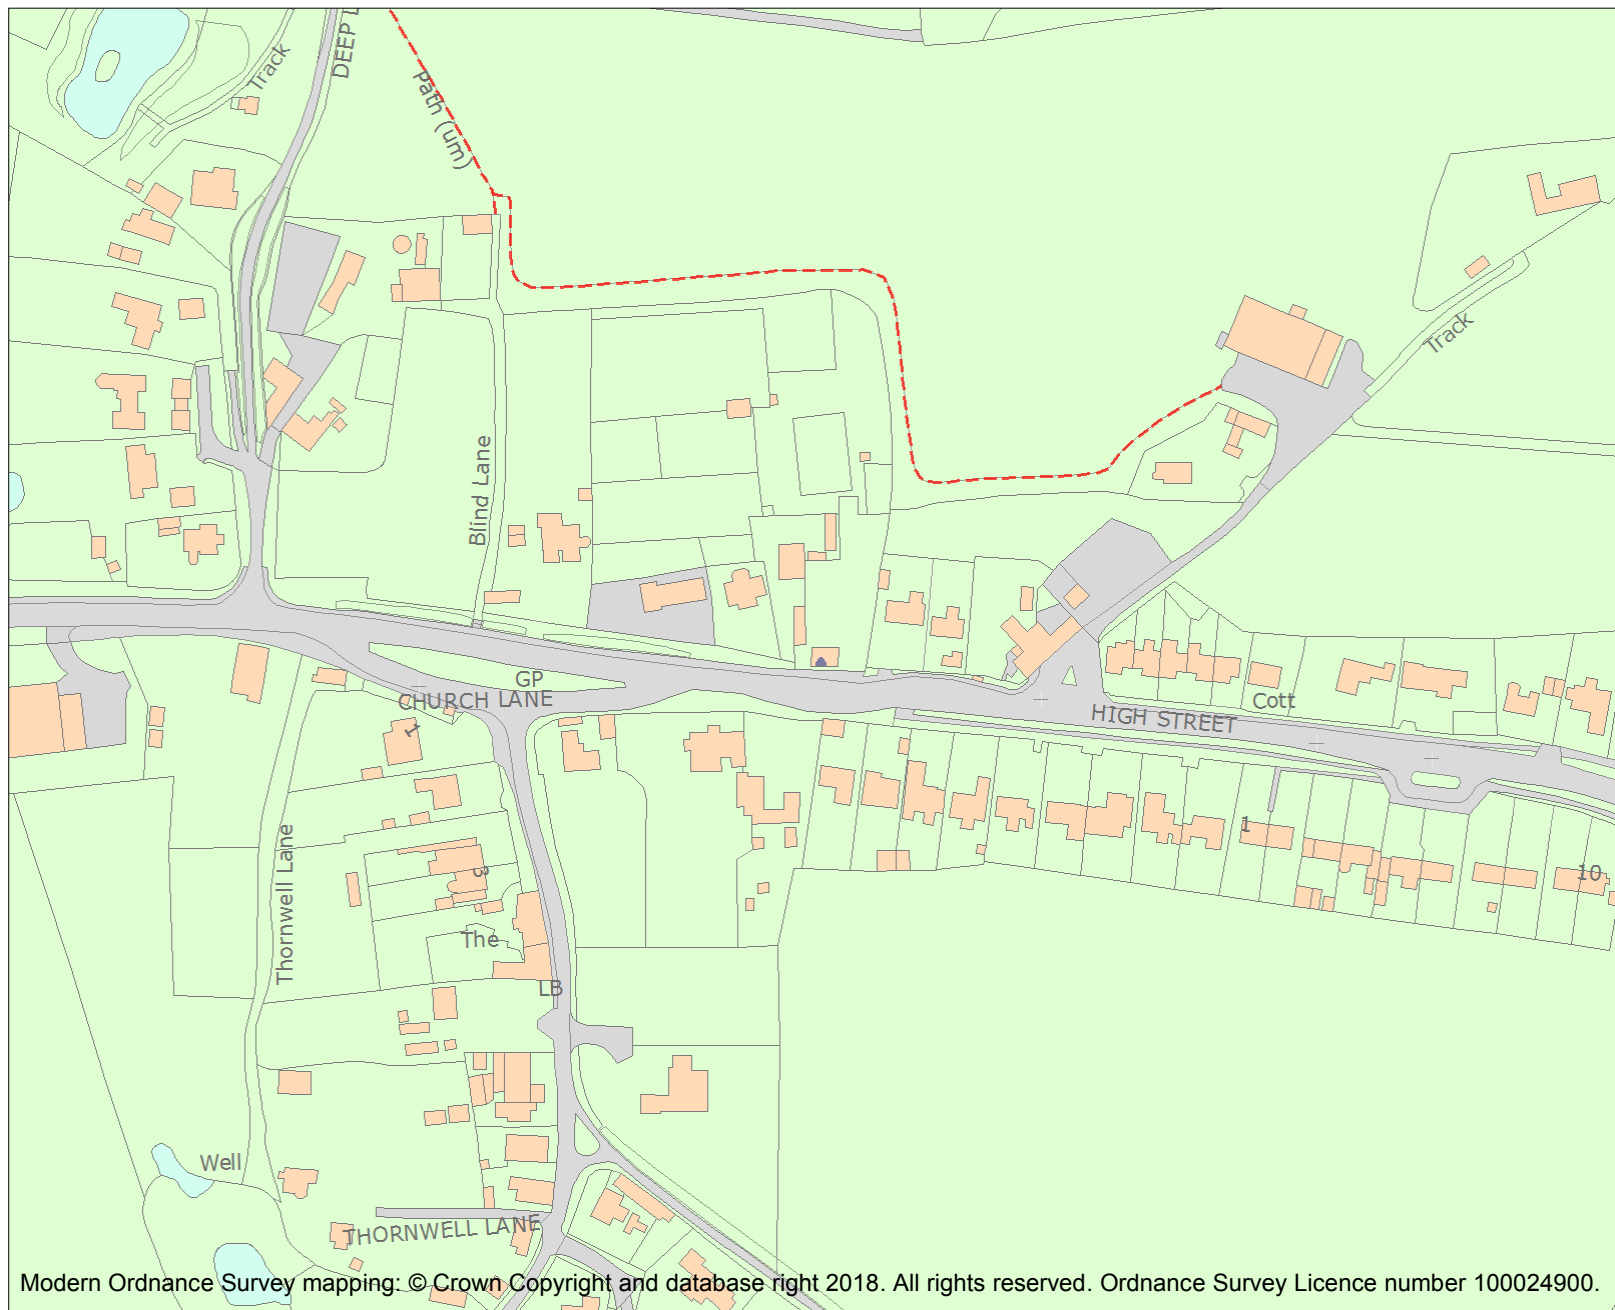 DEEP L
Track
Path (um)
Track
Blind Lane
GP
CHURCH LANE
HIGH STREET
Cott
1
1
10
Thornwell Lane
3
The
LB
Well
THORNWELL LANE
Modern Ordnance Survey mapping: © Crown Copyright and database right 2018. All rights reserved. Ordnance Survey Licence number 100024900.